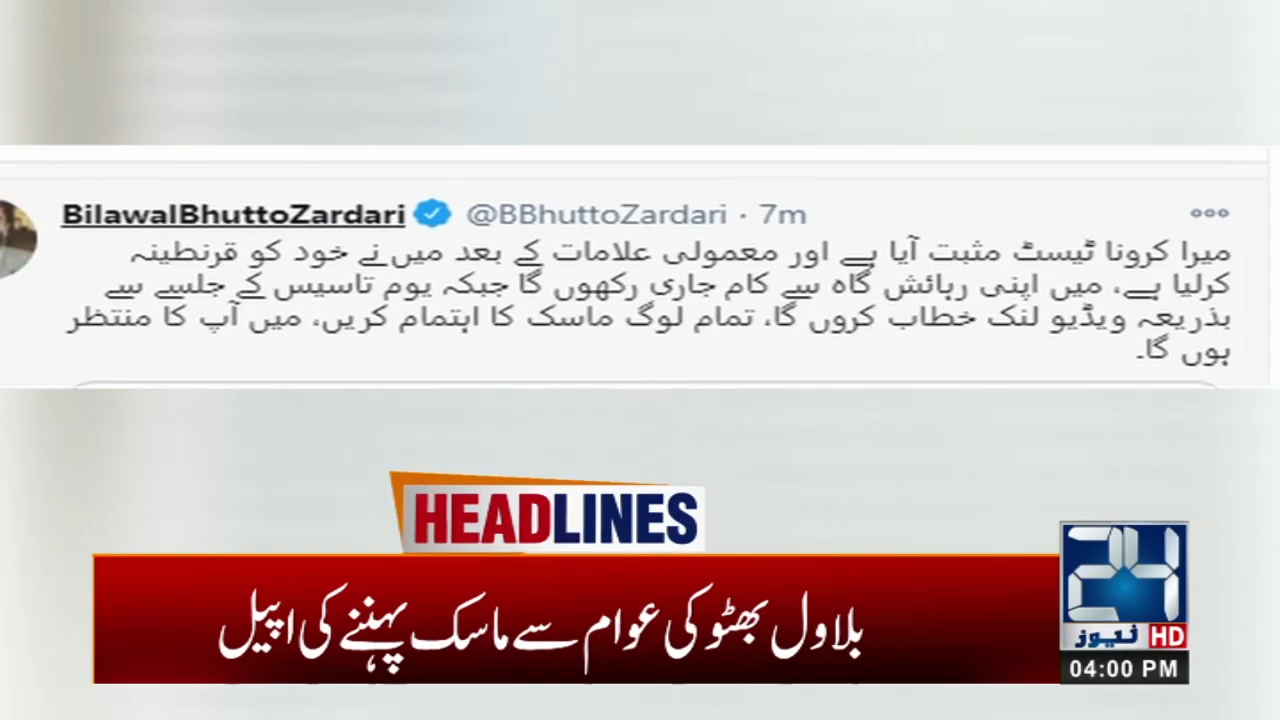 BilawalBhuttoZardari @BBhuttoZardari · 7m
میرا کرونا ٹیسٹ مثبت آیا ہے اور معمولی علامات کے بعد میں نے خود کو قرنطینہ
کرلیا ہے، میں اپنی رہائش گاہ سے کام جاری رکھوں گا جبکہ یوم تاسیس کے جلسے سے
بذریعہ ویڈیو لنک خطاب کروں گا، تمام لوگ ماسک کا اہتمام کریں، میں آپ کا منتظر
ہوں گا۔
HEADLINES
بلاول بھٹو کی عوام سے ماسک پہننے کی اپیل
24
نیوز HD
04:00 PM